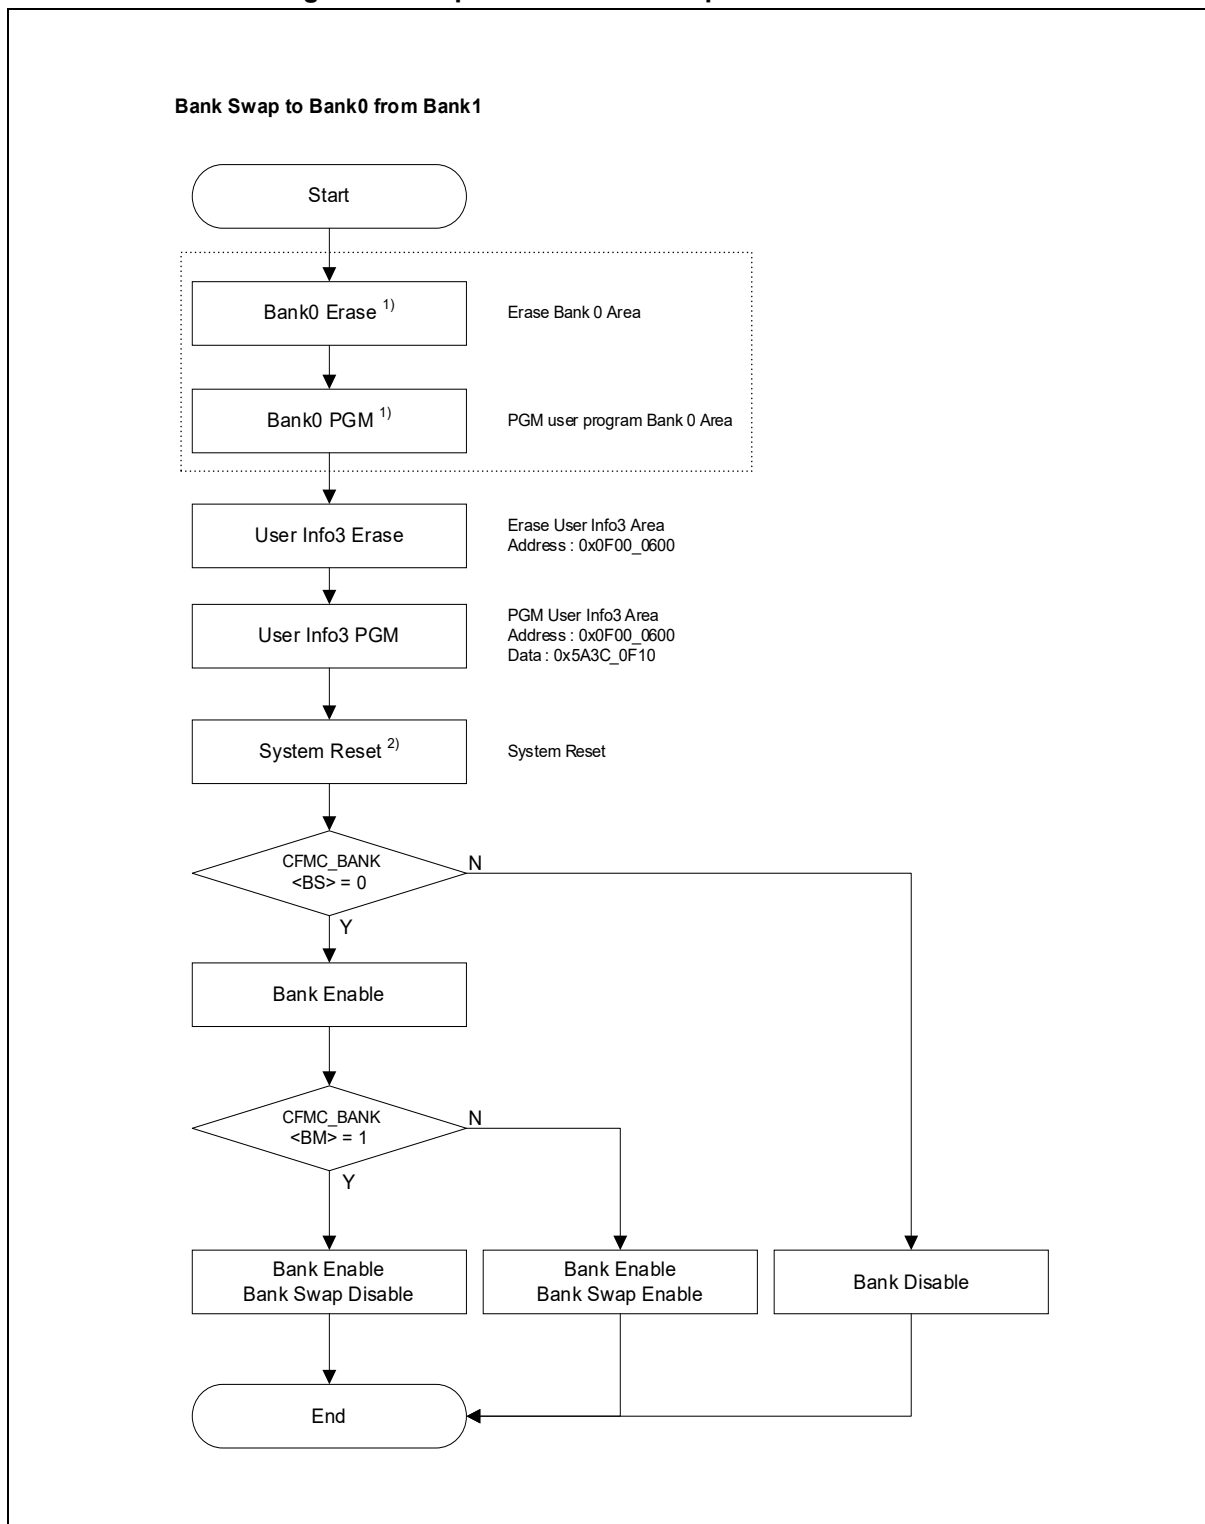 Bank Swap to Bank0 from Bank1
Start
Bank0 Erase 1)
Erase Bank 0 Area
Bank0 PGM 1)
PGM user program Bank 0 Area
User Info3 Erase
Erase User Info3 Area
Address : 0x0F00_0600
User Info3 PGM
PGM User Info3 Area
Address : 0x0F00_0600
Data : 0x5A3C_0F10
System Reset 2)
System Reset
CFMC_BANK
<BS> = 0
N
Y
Bank Enable
CFMC_BANK
<BM> = 1
N
Y
Bank Enable
Bank Swap Disable
Bank Enable
Bank Swap Enable
Bank Disable
End